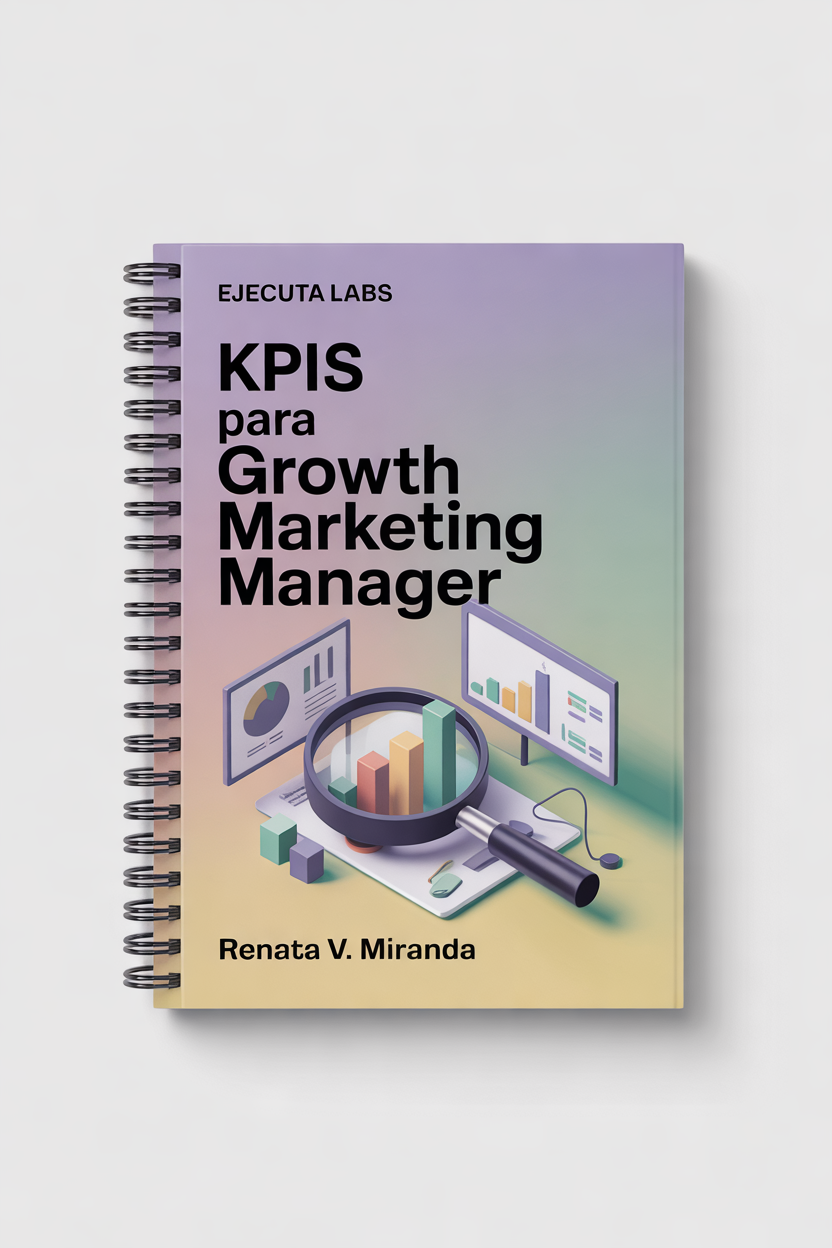 EJECUTA LABS
KPIS
para
Growth
Marketing
Manager
Renata V. Miranda